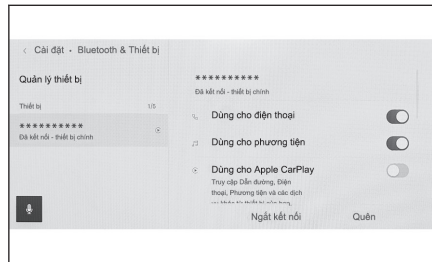 < Cài đặt • Bluetooth & Thiết bị
Quản lý thiết bị
Thiết bị 1/5
**********
Đã kết nối - thiết bị chính
**********
Đã kết nối - thiết bị chính
Dùng cho điện thoại
Dùng cho phương tiện
Dùng cho Apple CarPlay
Truy cập Dẫn đường, Điện
thoại, Phương tiện và các dịch
Ngắt kết nối Quên